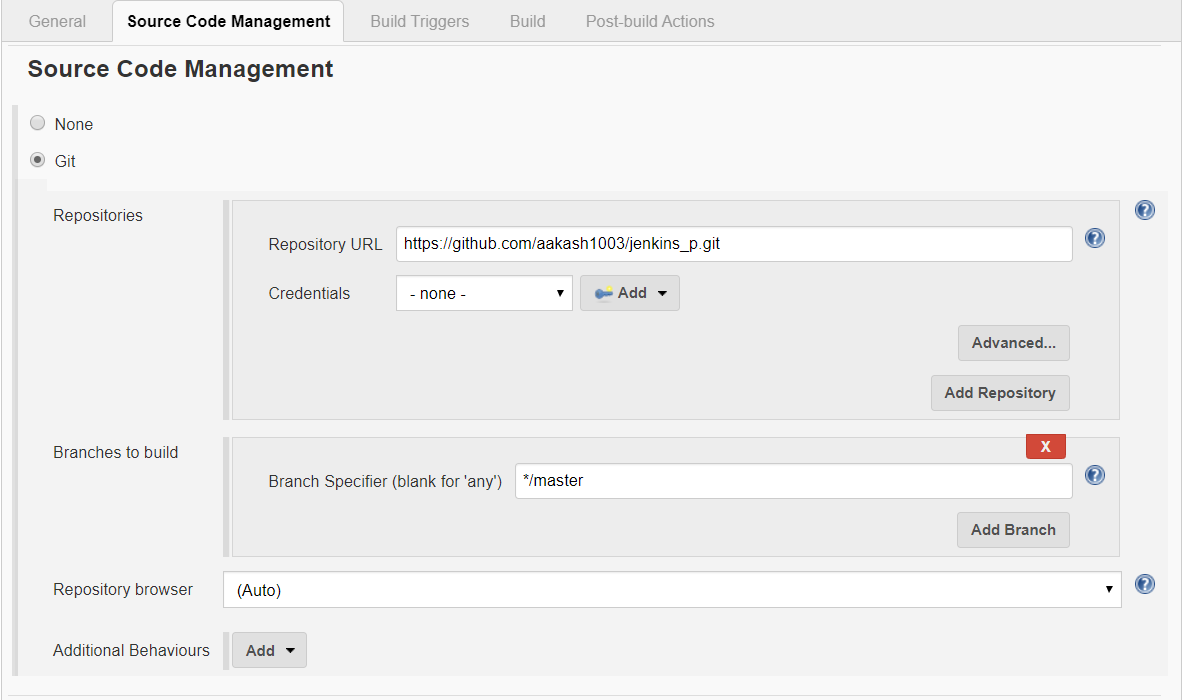 General Source Code Management Build Triggers Build Post-build Actions
Source Code Management
None
Git
Repositories
Repository URL https://github.com/aakash1003/jenkins_p.git
Credentials - none - Add
Advanced...
Add Repository
Branches to build
X
Branch Specifier (blank for 'any') */master
Add Branch
Repository browser (Auto)
Additional Behaviours Add